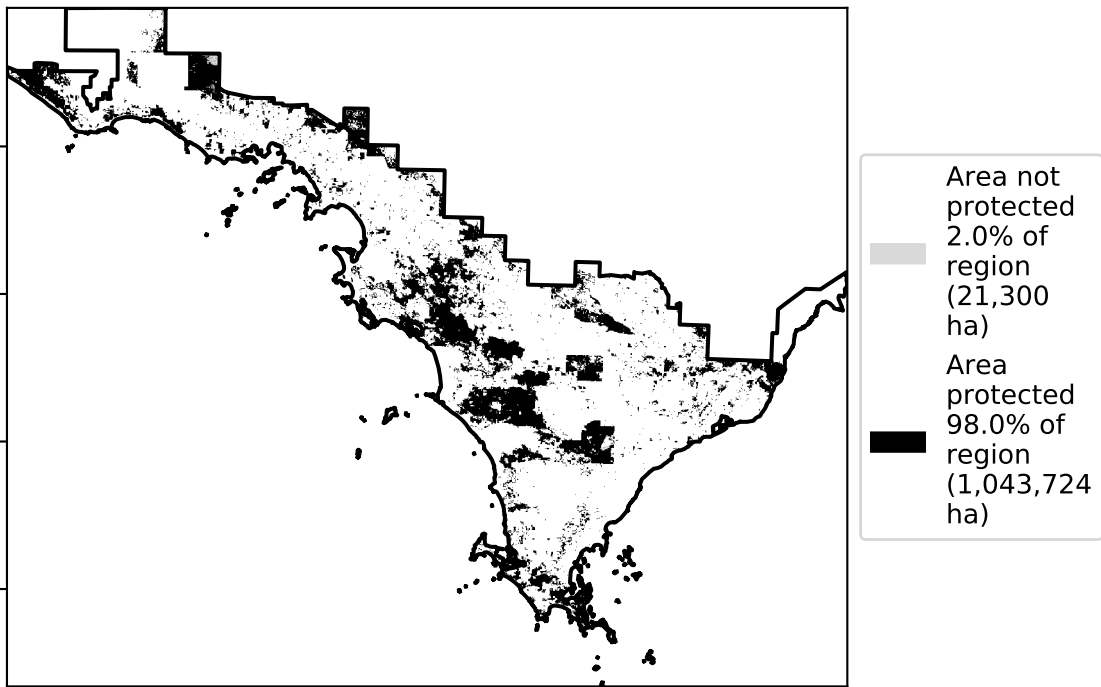 Area not
protected
2.0% of
region
(21,300
ha)
Area
protected
98.0% of
region
(1,043,724
ha)